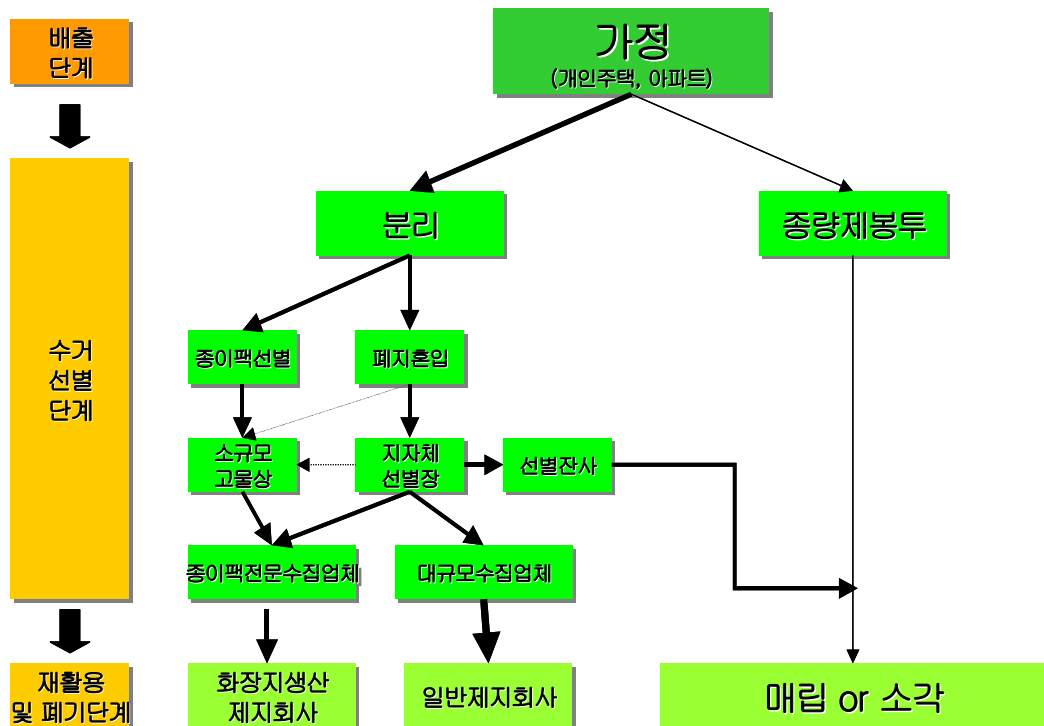 배출
단계
가정
(개인주택, 아파트)
분리
종량제봉투
수거
선별
단계
종이팩선별
폐지혼입
소규모
고물상
지자체
선별장
선별잔사
종이팩전문수집업체
대규모수집업체
재활용
및 폐기단계
화장지생산
제지회사
일반제지회사
매립 or 소각